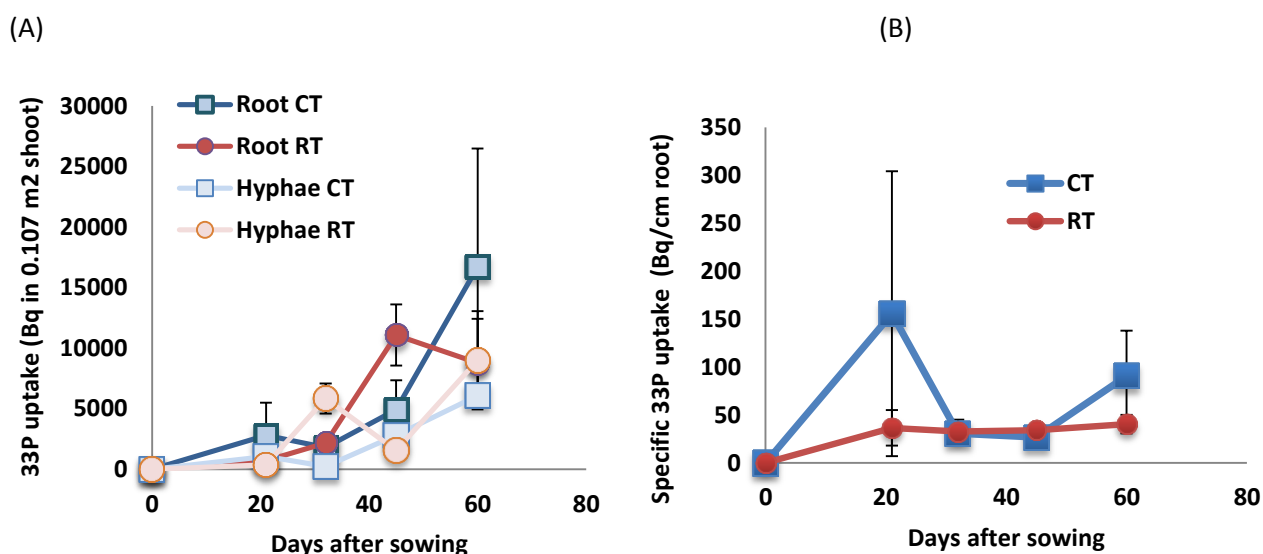 (A)
33P uptake (Bq in 0.107 m2 shoot)
30000
25000
20000
15000
10000
5000
0
Root CT
Root RT
Hyphae CT
Hyphae RT
0 20 40 60 80
Days after sowing
(B)
Specific 33P uptake (Bq/cm root)
350
300
250
200
150
100
50
0
CT
RT
0 20 40 60 80
Days after sowing